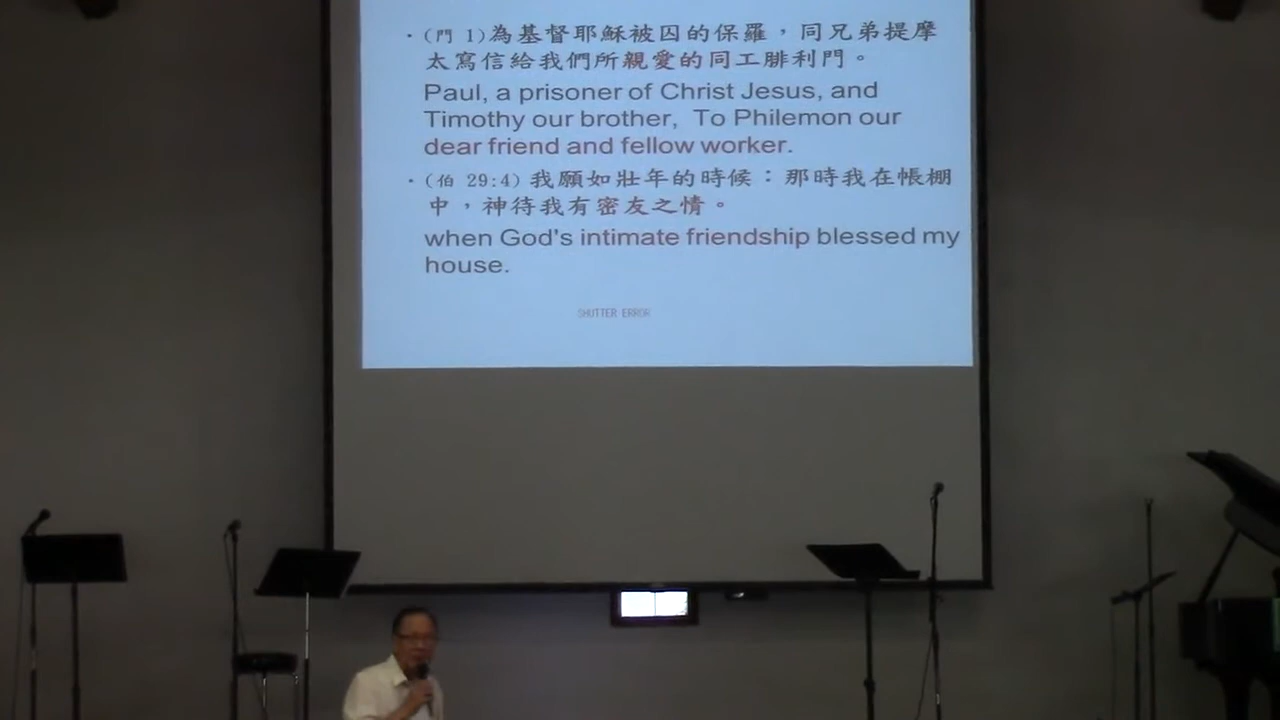 · (門 1)為基督耶穌被囚的保羅，同兄弟提摩
太寫信給我們所親愛的同工腓利門。
Paul, a prisoner of Christ Jesus, and
Timothy our brother, To Philemon our
dear friend and fellow worker.
· (伯 29:4) 我願如壯年的時候：那時我在帳棚
中，神待我有密友之情。
when God's intimate friendship blessed my
house.
SHUTTER ERROR